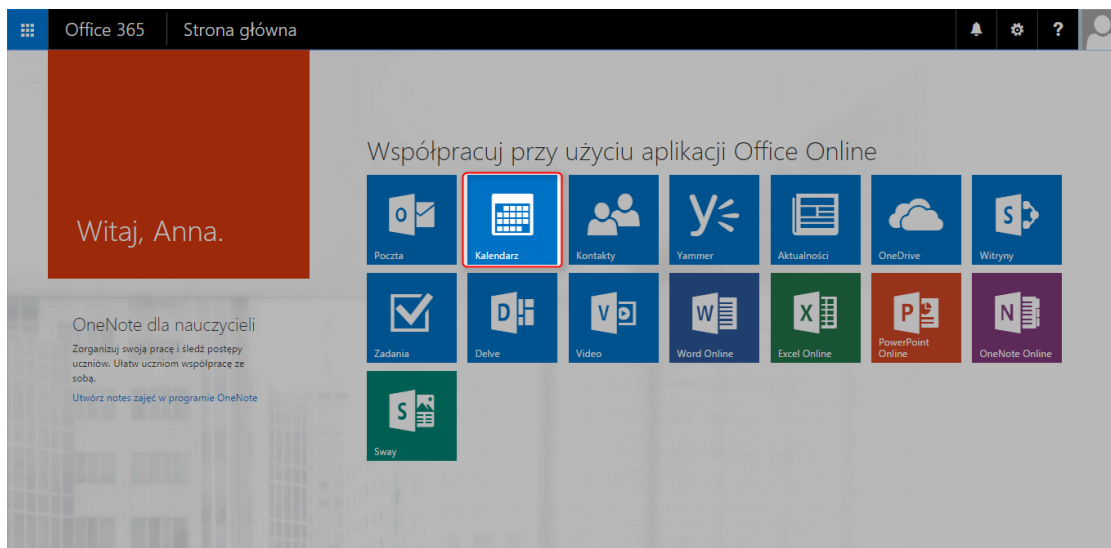 Office 365
Strona główna
?
Witaj, Anna.
Współpracuj przy użyciu aplikacji Office Online
Poczta
Kalendarz
Kontakty
Yammer
Aktualności
OneDrive
Witryny
Zadania
Delve
Video
Word Online
Excel Online
PowerPoint
Online
OneNote Online
Sway
OneNote dla nauczycieli
Zorganizuj swoją pracę i śledź postępy
uczniów. Ułatw uczniom współpracę ze
sobą.
Utwórz notes zajęć w programie OneNote